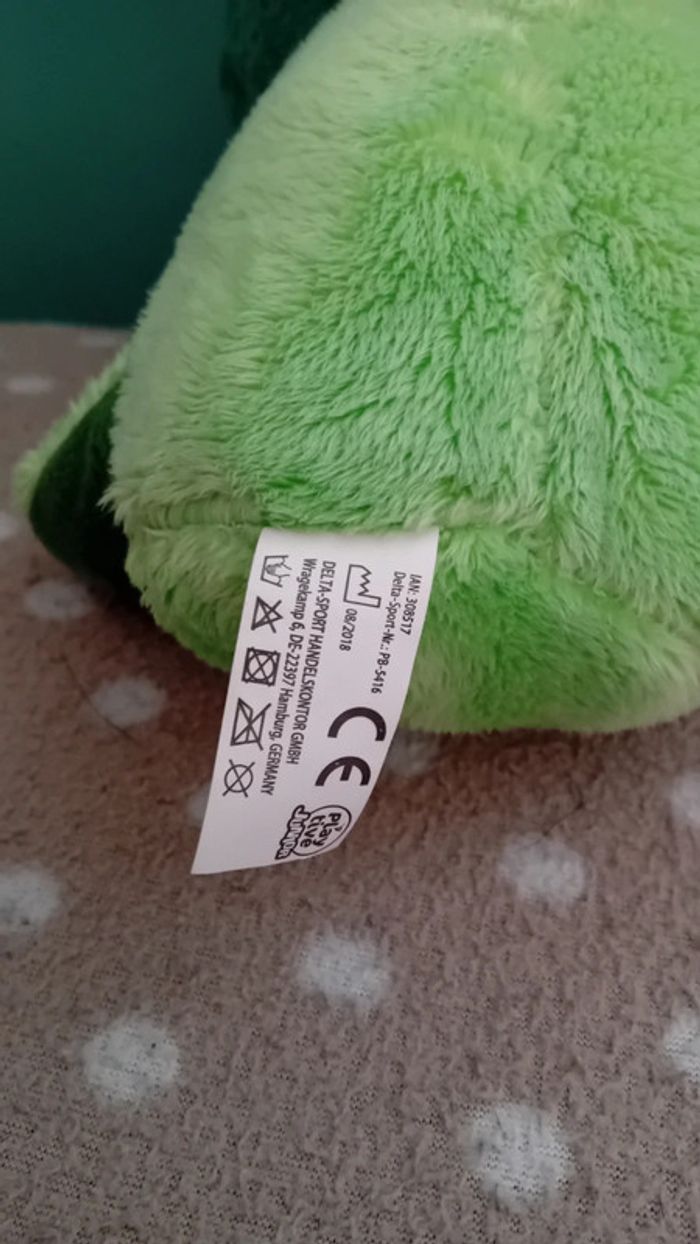 IAN: 308517
Delta-Sport-Nr.: PB-5416
08/2018
CE
DELTA-SPORT HANDELSKONTOR GMBH
Wragekamp 6, DE-22397 Hamburg, GERMANY
Play
tive
JUNIOR